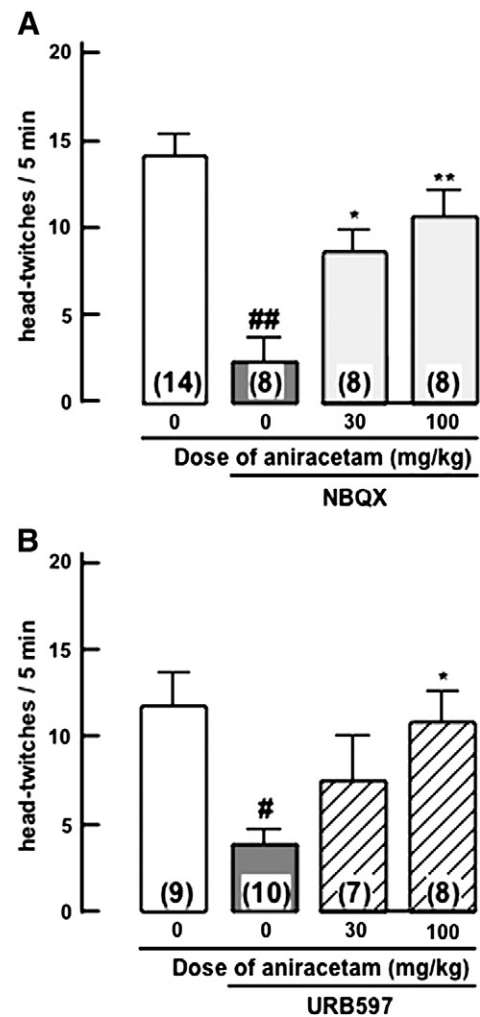 A
20
15
10
5
0
head-twitches / 5 min
##
*
**
(14) (8) (8) (8)
0 0 30 100
Dose of aniracetam (mg/kg)
NBQX
B
20
15
10
5
0
head-twitches / 5 min
#
*
(9) (10) (7) (8)
0 0 30 100
Dose of aniracetam (mg/kg)
URB597